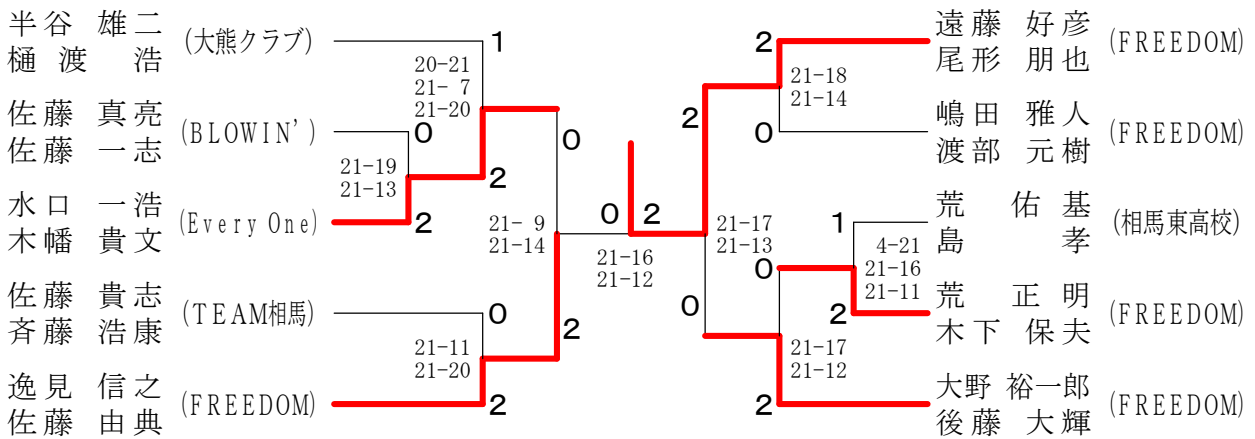 半谷 雄二
樋渡 浩
(大熊クラブ)
1
20-21
21- 7
21-20
佐藤 真亮
佐藤 一志
(BLOWIN')
0
21-19
21-13
2
水口 一浩
木幡 貴文
(Every One)
2
0
21- 9
21-14
佐藤 貴志
斉藤 浩康
(TEAM相馬)
0
21-11
21-20
2
逸見 信之
佐藤 由典
(FREEDOM)
2
0
2
21-16
21-12
遠藤 好彦
尾形 朋也
(FREEDOM)
2
21-18
21-14
2
嶋田 雅人
渡部 元樹
(FREEDOM)
0
21-17
21-13
荒 佑基
島 孝
(相馬東高校)
1
4-21
21-16
21-11
0
荒 正明
木下 保夫
(FREEDOM)
2
0
21-17
21-12
大野 裕一郎
後藤 大輝
(FREEDOM)
2